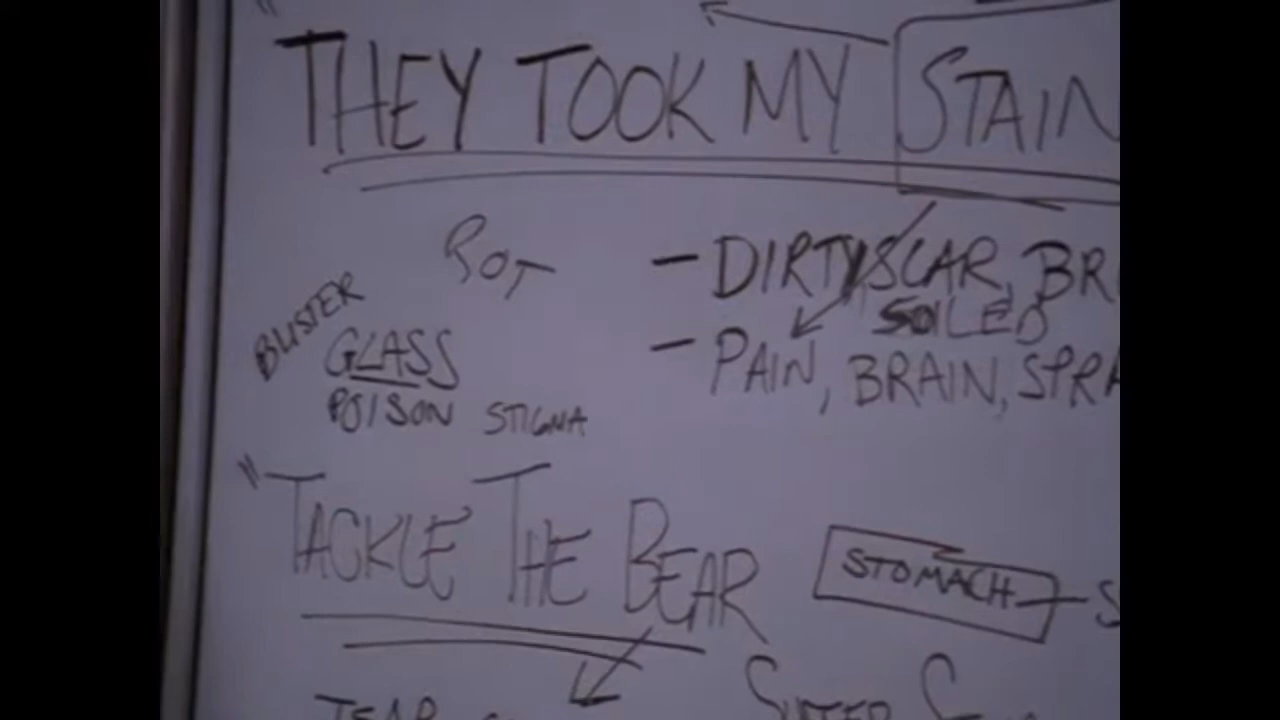 "
THEY TOOK MY STAIN
ROT
- DIRTY SCAR, BR
SOILED
BLISTER
GLASS
- PAIN, BRAIN, SPRA
POISON STIGMA
"TACKLE THE BEAR
STOMACH - S
TEAR